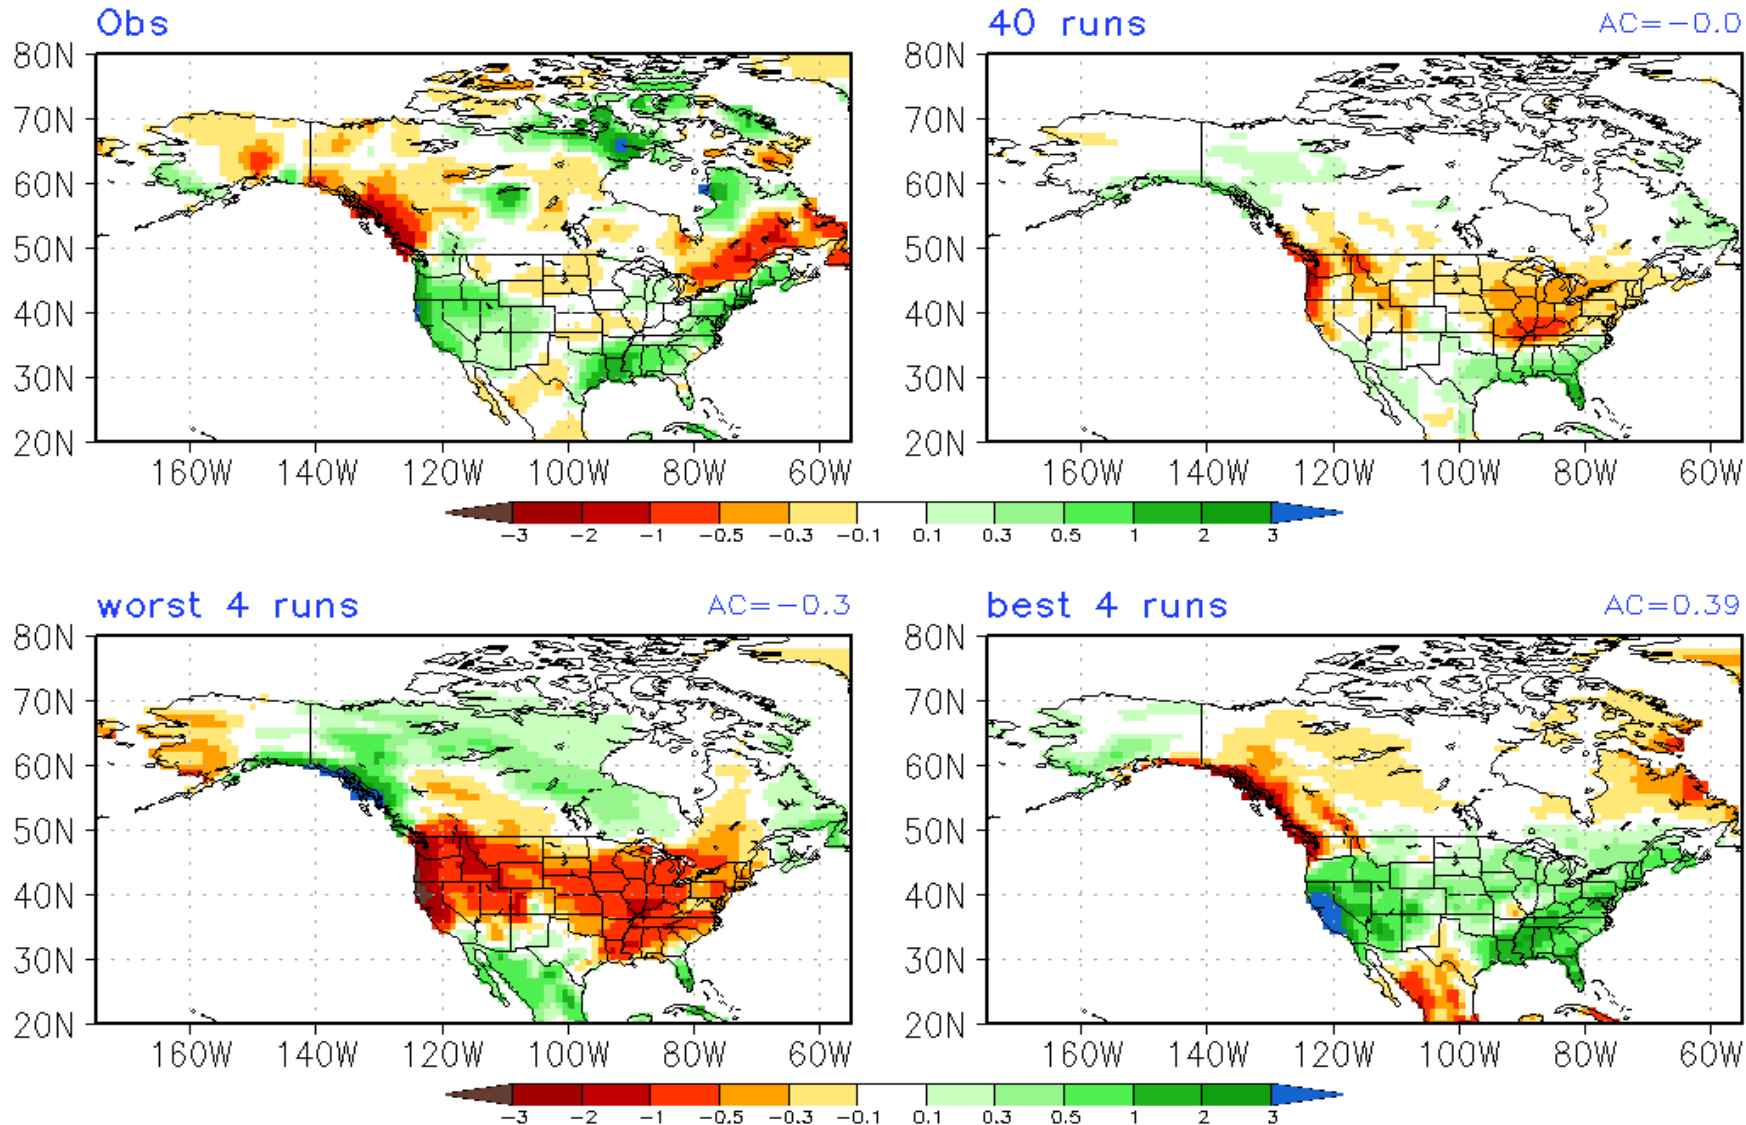 Obs
40 runs AC=-0.0
80N 80N
70N 70N
60N 60N
50N 50N
40N 40N
30N 30N
20N 20N
160W 140W 120W 100W 80W 60W 160W 140W 120W 100W 80W 60W
-3 -2 -1 -0.5 -0.3 -0.1 0.1 0.3 0.5 1 2 3
worst 4 runs AC=-0.3
best 4 runs AC=0.39
80N 80N
70N 70N
60N 60N
50N 50N
40N 40N
30N 30N
20N 20N
160W 140W 120W 100W 80W 60W 160W 140W 120W 100W 80W 60W
-3 -2 -1 -0.5 -0.3 -0.1 0.1 0.3 0.5 1 2 3